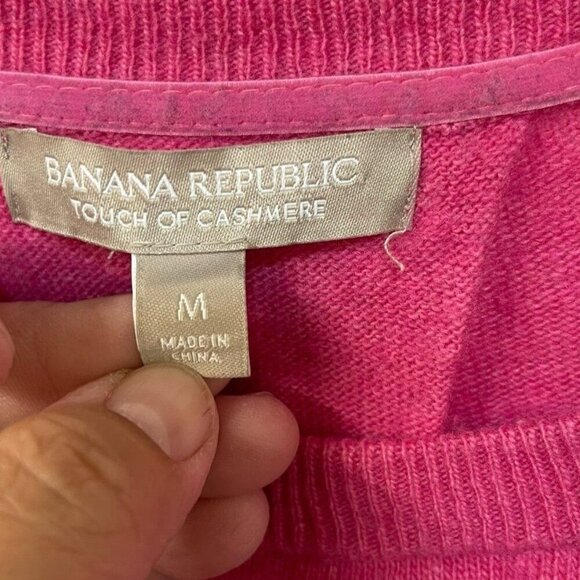 BANANA REPUBLIC
TOUCH OF CASHMERE
M
MADE IN
CHINA